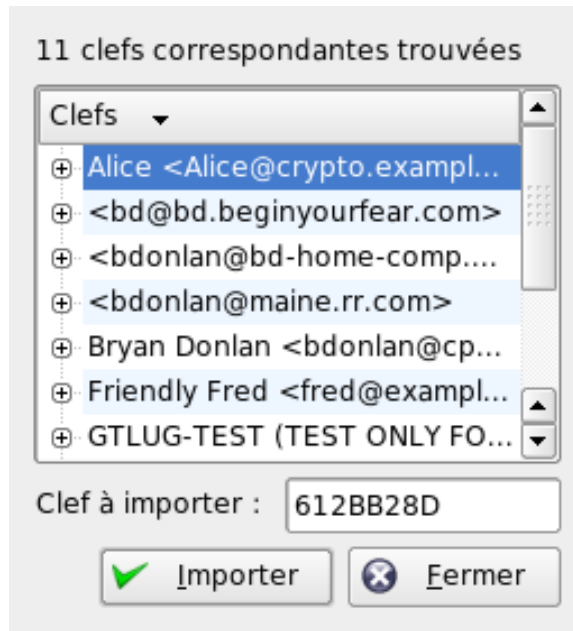 11 clefs correspondantes trouvées
Clefs
Alice <Alice@crypto.exampl...
<bd@bd.beginyourfear.com>
<bdonlan@bd-home-comp....
<bdonlan@maine.rr.com>
Bryan Donlan <bdonlan@cp...
Friendly Fred <fred@exampl...
GTLUG-TEST (TEST ONLY FO...
Clef à importer : 612BB28D
Importer Fermer